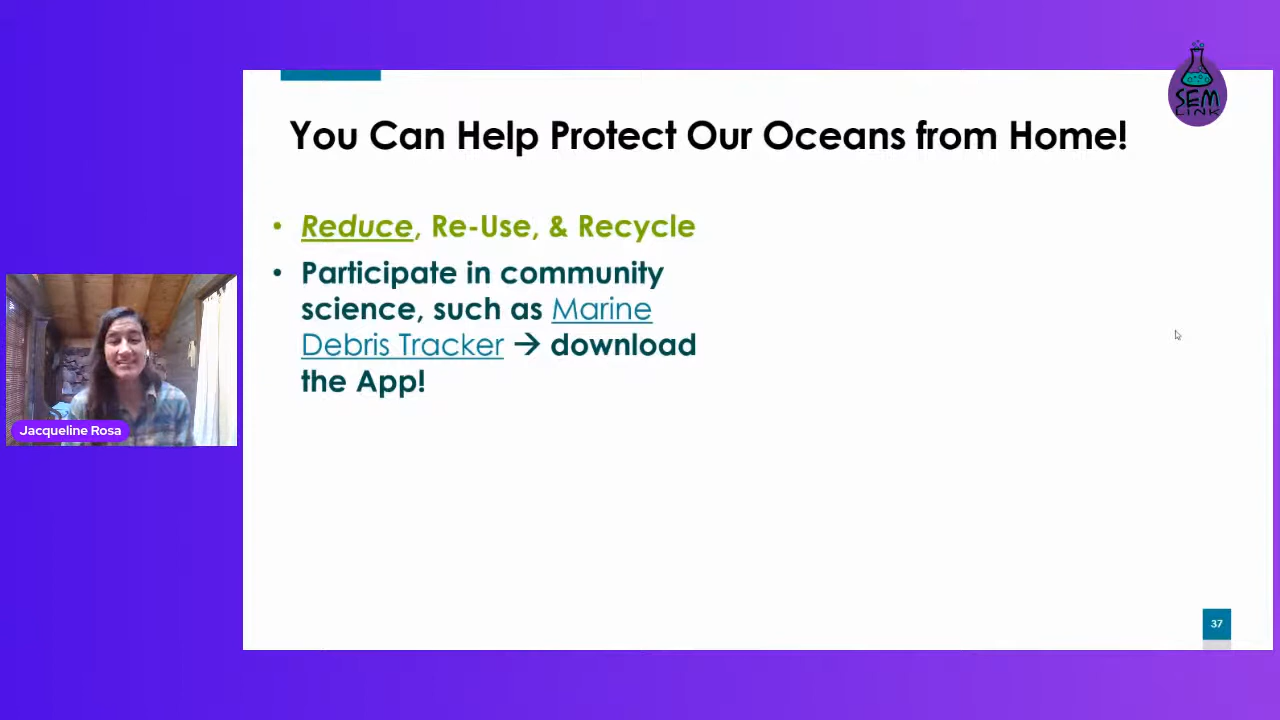 SEM
LINK
You Can Help Protect Our Oceans from Home!
• Reduce, Re-Use, & Recycle
• Participate in community
science, such as Marine
Debris Tracker → download
the App!
Jacqueline Rosa
37